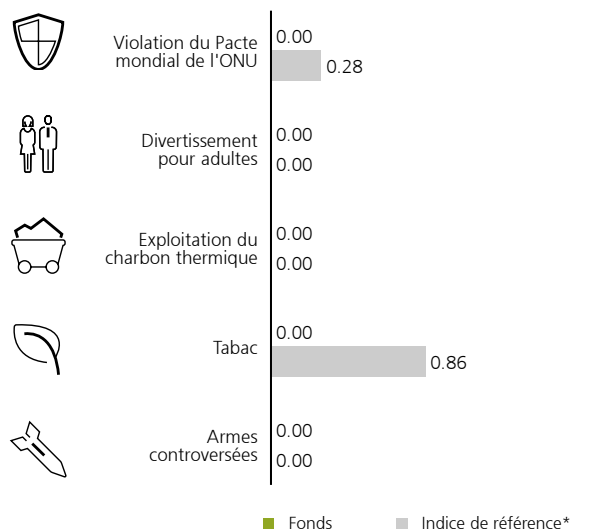 0.00
Violation du Pacte
mondial de l'ONU
0.28
0.00
Divertissement
pour adultes
0.00
0.00
Exploitation du
charbon thermique
0.00
0.00
Tabac
0.86
0.00
Armes
controversées
0.00
Fonds Indice de référence*